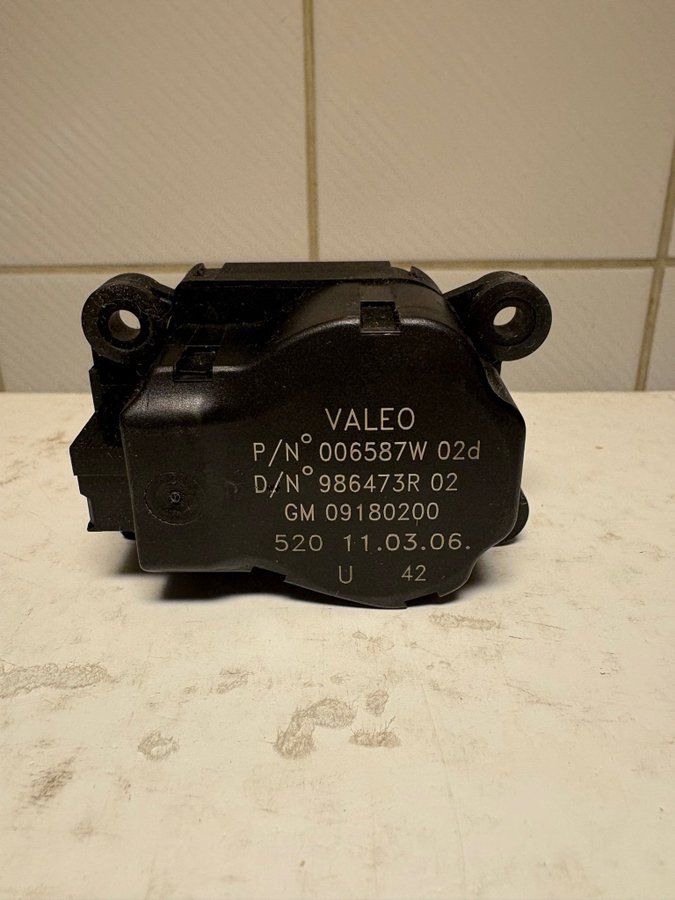 VALEO
P/N° 006587W 02d
D/N° 986473R 02
GM 09180200
520 11.03.06.
U 42